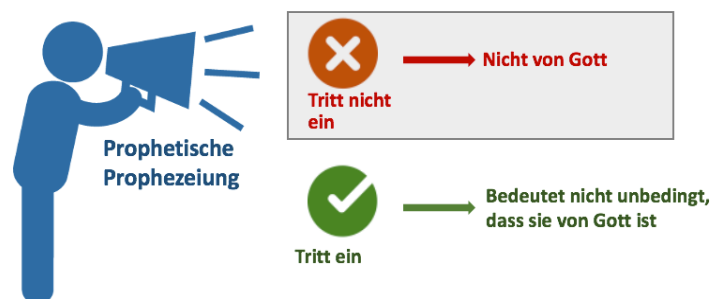 Prophetische
Prophezeiung
Tritt nicht
ein
Nicht von Gott
Tritt ein
Bedeutet nicht unbedingt,
dass sie von Gott ist